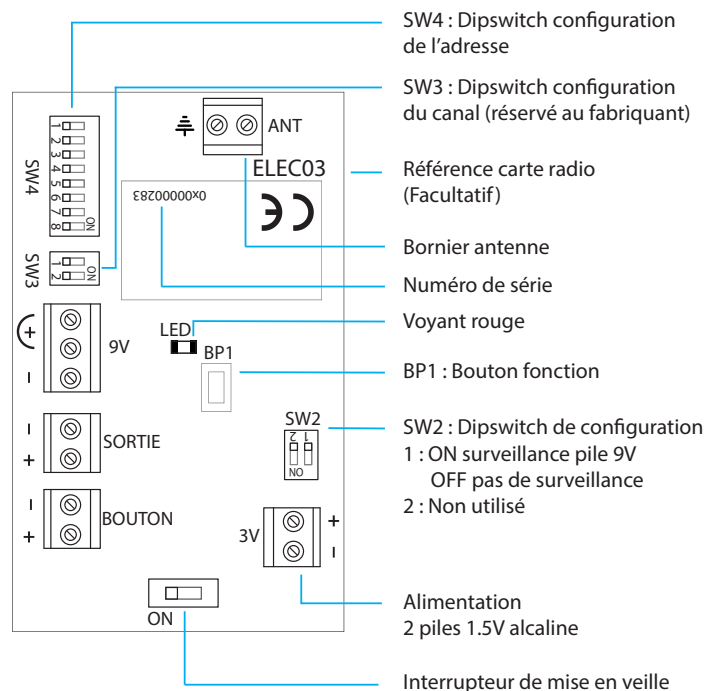 SW4 : Dipswitch configuration
de l'adresse
SW3 : Dipswitch configuration
du canal (réservé au fabriquant)
ANT
ELEC03
Référence carte radio
(Facultatif)
SW4
1
2
3
4
5
6
7
8
ON
0x00000283
CE
Bornier antenne
SW3
1
2
ON
Numéro de série
LED
Voyant rouge
+
9V
-
BP1
BP1 : Bouton fonction
-
SORTIE
+
SW2
2 1
ON
SW2 : Dipswitch de configuration
1 : ON surveillance pile 9V
OFF pas de surveillance
2 : Non utilisé
-
BOUTON
+
3V
+
-
ON
Alimentation
2 piles 1.5V alcaline
Interrupteur de mise en veille